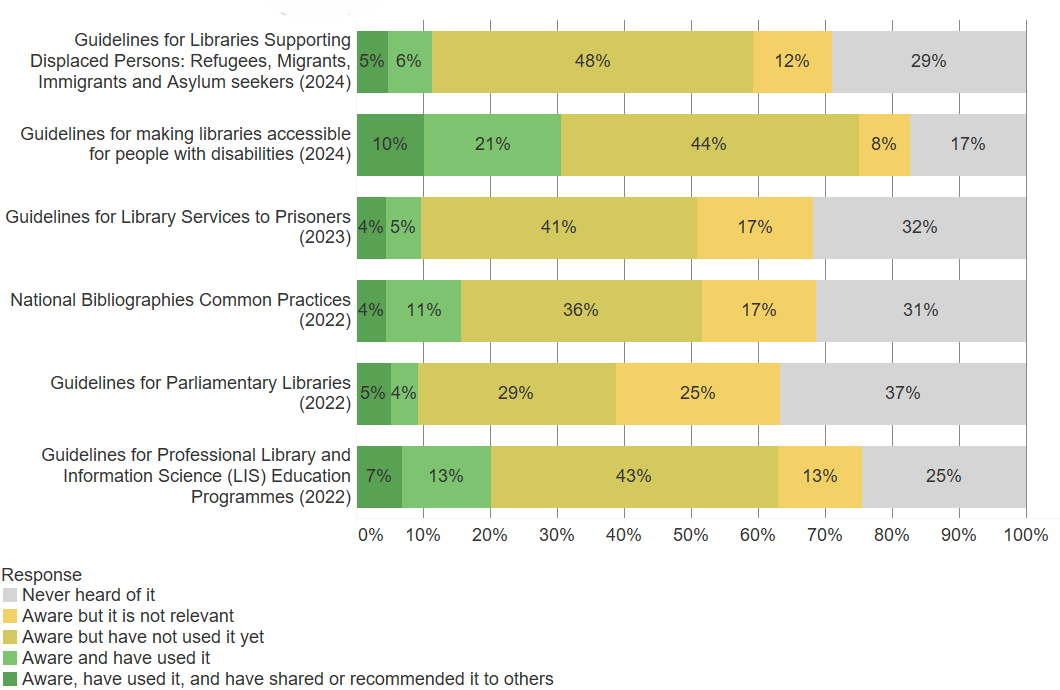 Guidelines for Libraries Supporting
Displaced Persons: Refugees, Migrants,
Immigrants and Asylum seekers (2024)
5% 6% 48% 12% 29%
Guidelines for making libraries accessible
for people with disabilities (2024)
10% 21% 44% 8% 17%
Guidelines for Library Services to Prisoners
(2023)
4% 5% 41% 17% 32%
National Bibliographies Common Practices
(2022)
4% 11% 36% 17% 31%
Guidelines for Parliamentary Libraries
(2022)
5% 4% 29% 25% 37%
Guidelines for Professional Library and
Information Science (LIS) Education
Programmes (2022)
7% 13% 43% 13% 25%
0% 10% 20% 30% 40% 50% 60% 70% 80% 90% 100%
Response
Never heard of it
Aware but it is not relevant
Aware but have not used it yet
Aware and have used it
Aware, have used it, and have shared or recommended it to others